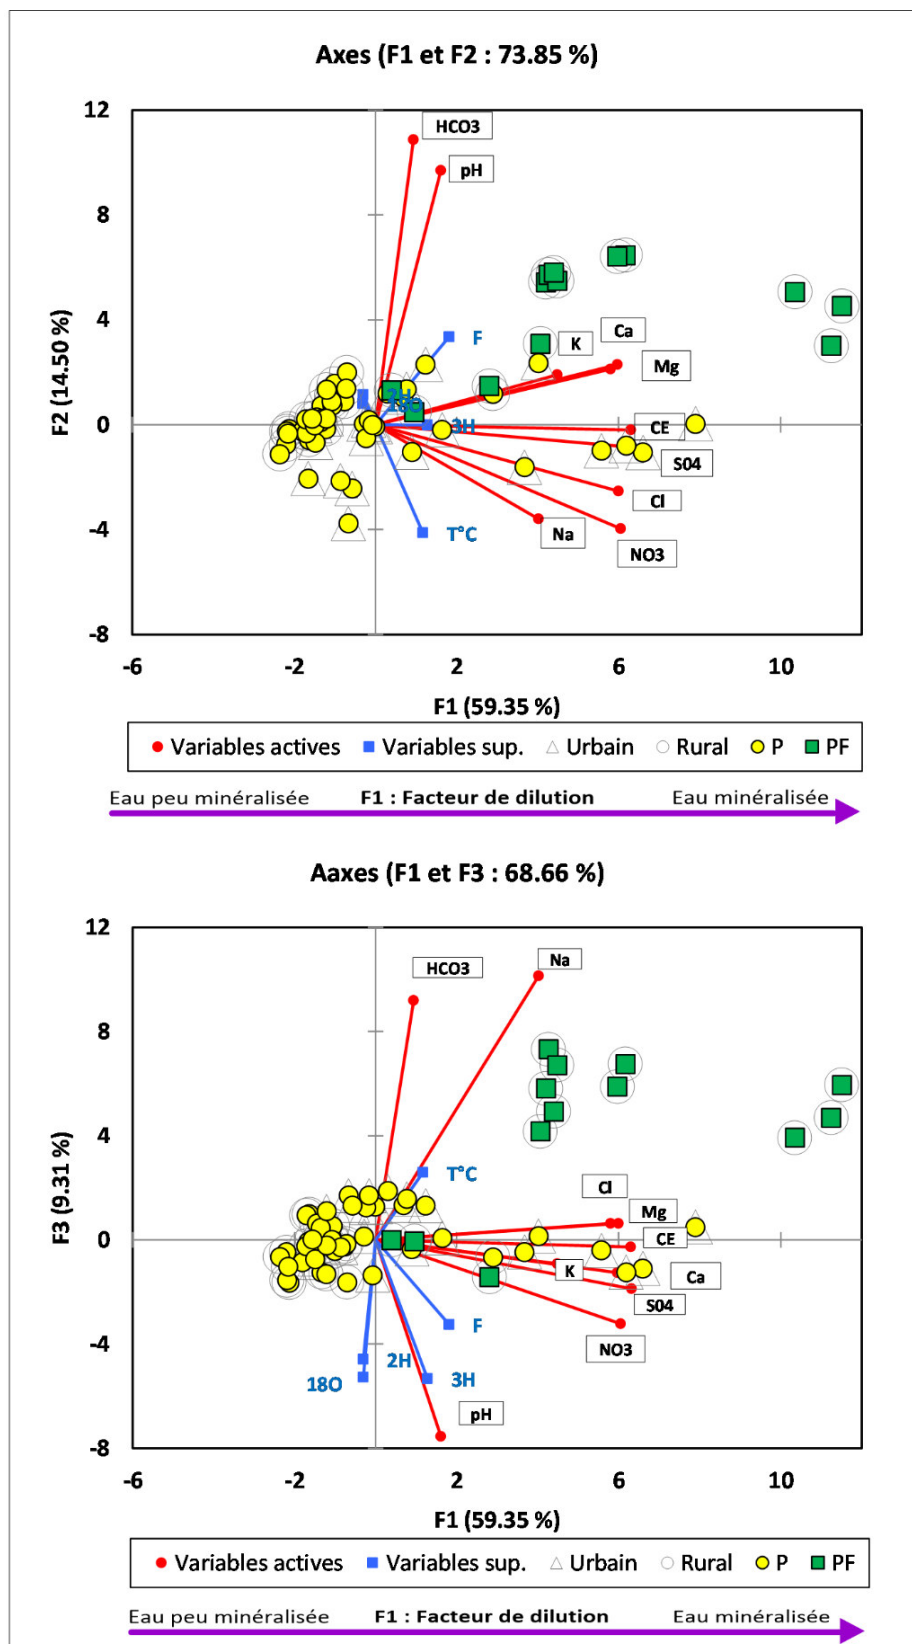 Axes (F1 et F2 : 73.85 %)
12
8
4
0
-4
-8
F2 (14.50 %)
HCO3
pH
F
K
Ca
Mg
2H
18O
3H
CE
S04
Cl
Na
NO3
T°C
-6
-2
2
6
10
F1 (59.35 %)
Variables actives
Variables sup.
Urbain
Rural
P
PF
Eau peu minéralisée
F1 : Facteur de dilution
Eau minéralisée
Aaxes (F1 et F3 : 68.66 %)
12
8
4
0
-4
-8
F3 (9.31 %)
HCO3
Na
T°C
Cl
Mg
CE
K
Ca
S04
NO3
F
2H
18O
3H
pH
-6
-2
2
6
10
F1 (59.35 %)
Variables actives
Variables sup.
Urbain
Rural
P
PF
Eau peu minéralisée
F1 : Facteur de dilution
Eau minéralisée